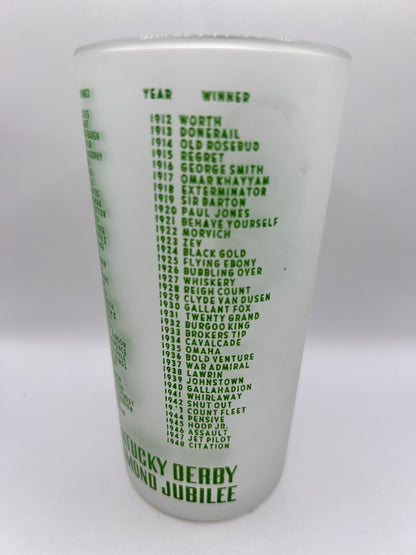 YEAR WINNER
1912 WORTH
1913 DONERAIL
1914 OLD ROSEBUD
1915 REGRET
1916 GEORGE SMITH
1917 OMAR KHAYYAM
1918 EXTERMINATOR
1919 SIR BARTON
1920 PAUL JONES
1921 BEHAVE YOURSELF
1922 MORVICH
1923 ZEV
1924 BLACK GOLD
1925 FLYING EBONY
1926 BUBBLING OVER
1927 WHISKERY
1928 REIGH COUNT
1929 CLYDE VAN DUSEN
1930 GALLANT FOX
1931 TWENTY GRAND
1932 BURGOO KING
1933 BROKERS TIP
1934 CAVALCADE
1935 OMAHA
1936 BOLD VENTURE
1937 WAR ADMIRAL
1938 LAWRIN
1939 JOHNSTOWN
1940 GALLAHADION
1941 WHIRLAWAY
1942 SHUT OUT
COUNT FLEET
1944 PENSIVE
1945 HOOP JR.
1946 ASSAULT
1947 JET PILOT
1948 CITATION
TUCKY DERBY
MOND JUBILEE